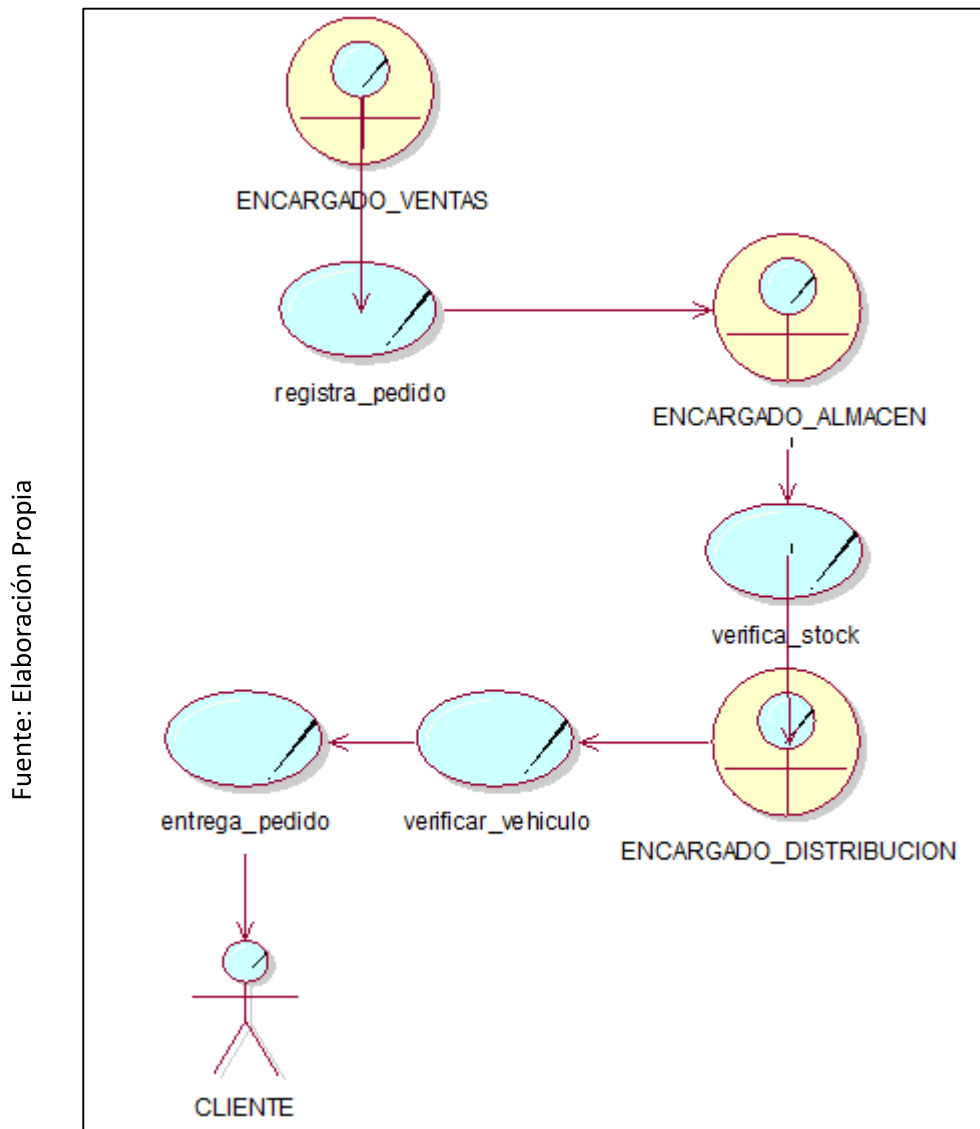 ENCARGADO_VENTAS
registra_pedido
ENCARGADO_ALMACEN
verifica_stock
entrega_pedido
verificar_vehiculo
ENCARGADO_DISTRIBUCION
CLIENTE
Fuente: Elaboración Propia